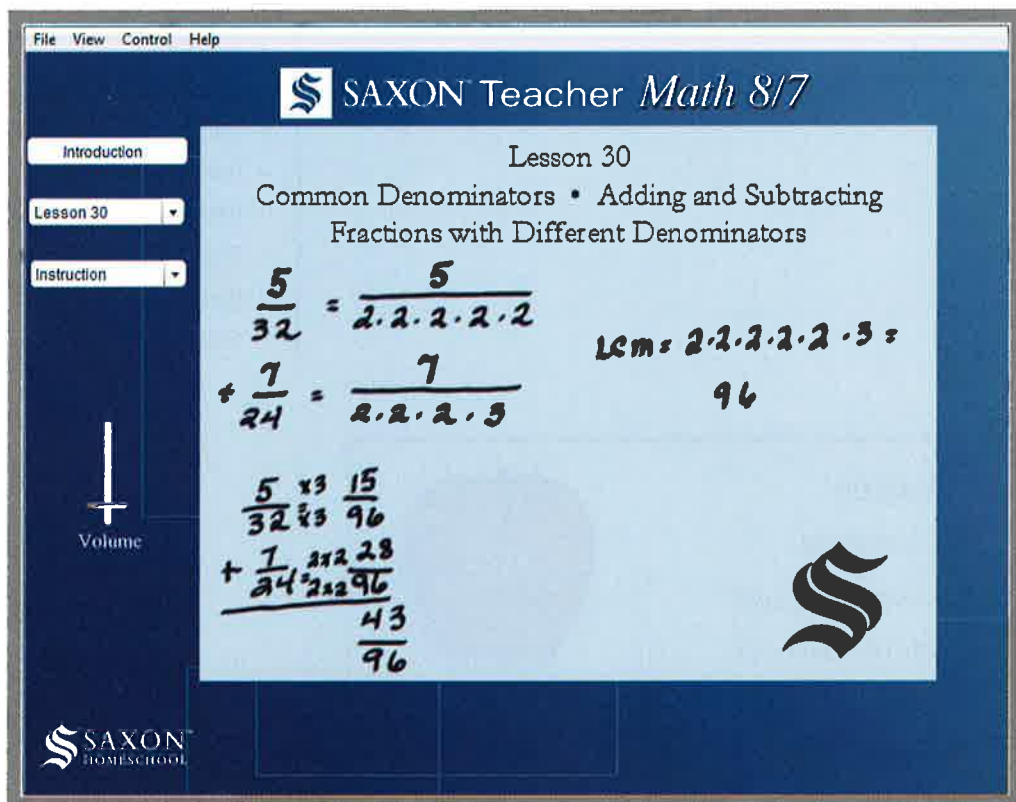 File View Control Help
SAXON Teacher Math 8/7
Introduction
Lesson 30
Instruction
Volume
SAXON
HOMESCHOOL
Lesson 30
Common Denominators • Adding and Subtracting
Fractions with Different Denominators
5/32 = 5/(2·2·2·2·2)
+ 7/24 = 7/(2·2·2·3)
LCM = 2·2·2·2·2·3 =
96
5/32 ×3/×3 = 15/96
+ 7/24 2×2/2×2 = 28/96
43/96